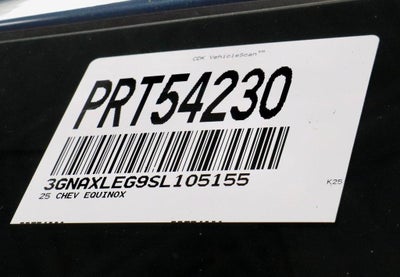 CDK VehicleScan™
PRT54230
3GNAXLEG9SL105155
25 CHEV EQUINOX
K25